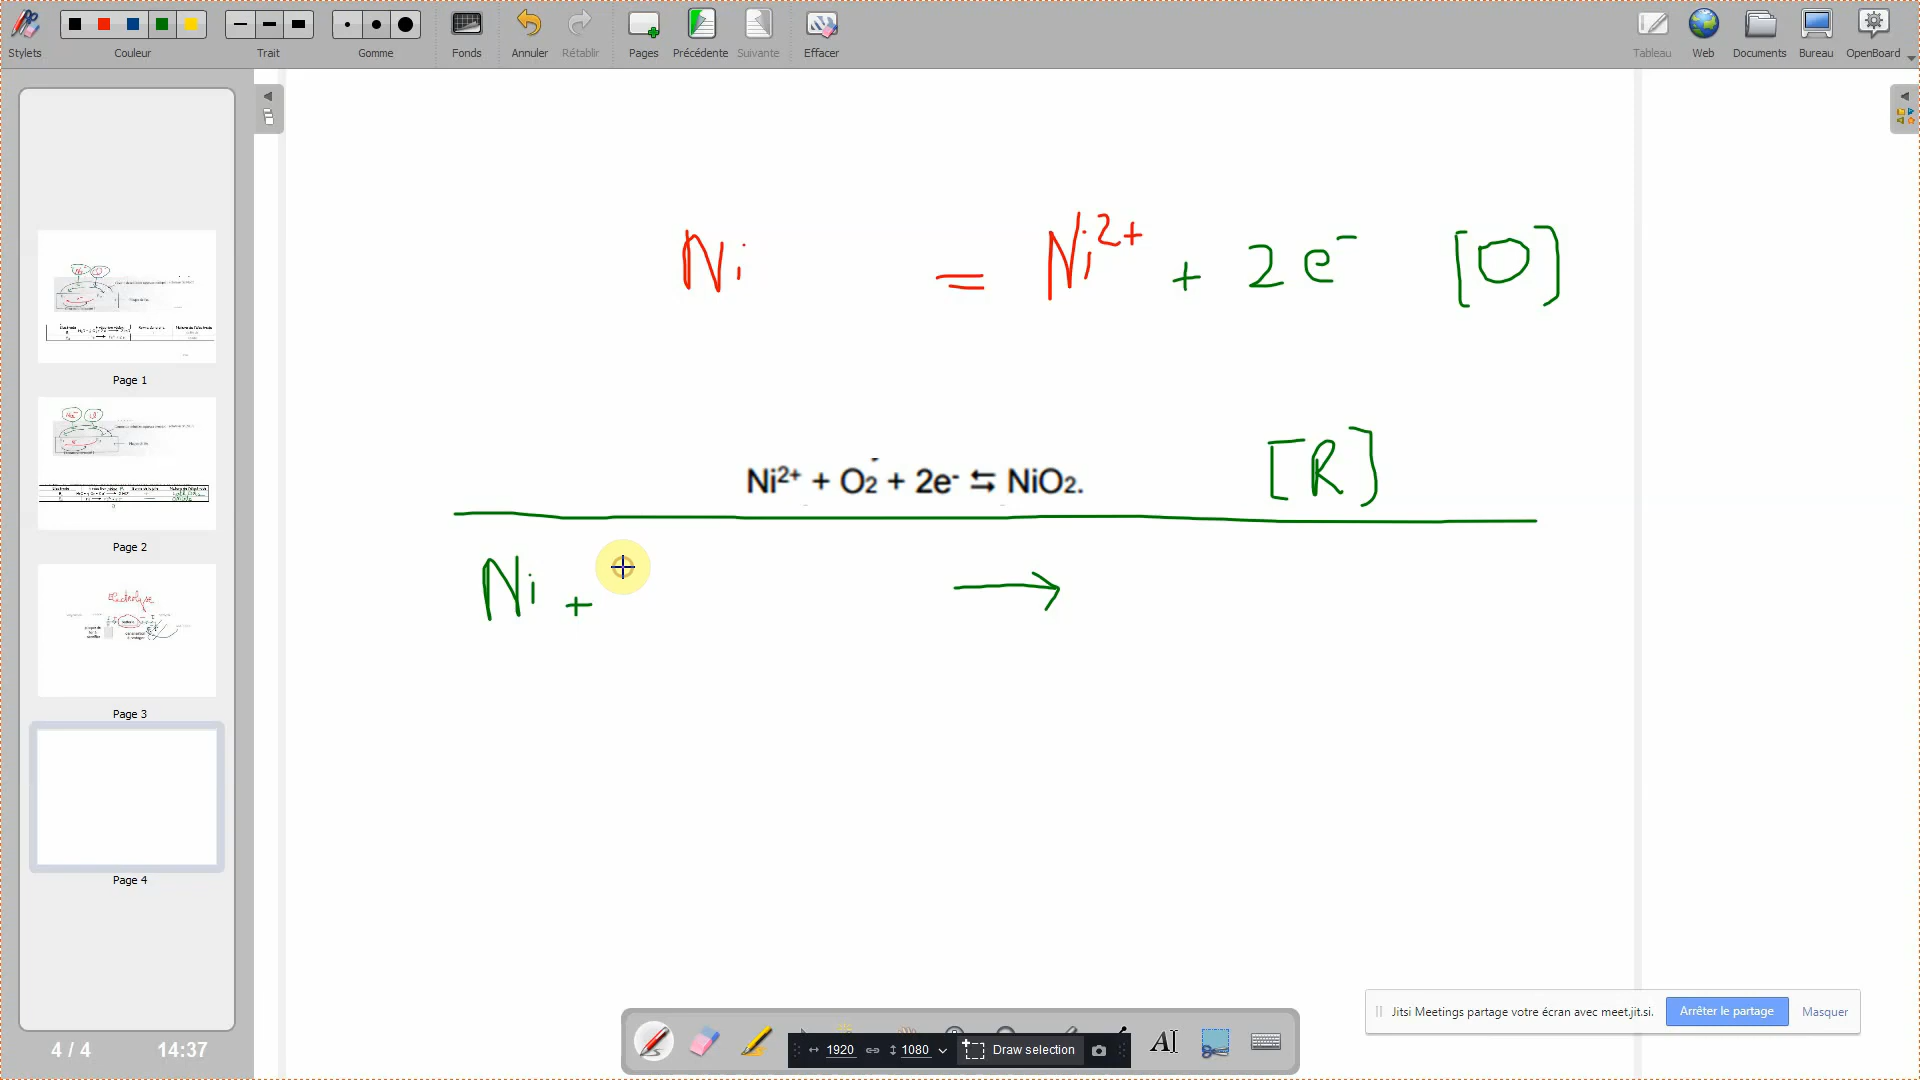 Stylets
Couleur
Trait
Gomme
Fonds
Annuler
Rétablir
Pages
Précédente
Suivante
Effacer
Tableau
Web
Documents
Bureau
OpenBoard
Page 1
Page 2
Page 3
Page 4
4 / 4
14:37
Ni = Ni²⁺ + 2e⁻ [O]
Ni²⁺ + O₂ + 2e⁻ ⇆ NiO₂. [R]
Ni + →
Jitsi Meetings partage votre écran avec meet.jit.si.
Arrêter le partage
Masquer
1920
1080
Draw selection